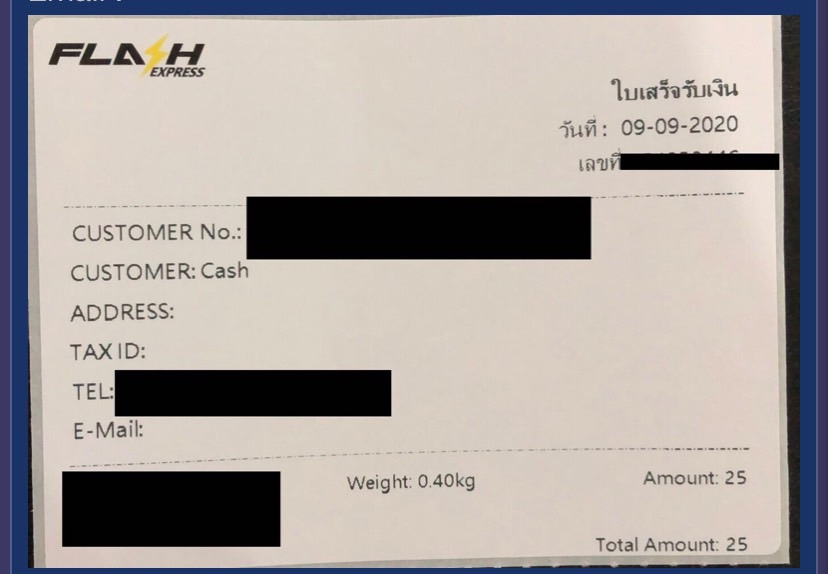 FLASH
EXPRESS
ใบเสร็จรับเงิน
วันที่ : 09-09-2020
เลขที่
CUSTOMER No.:
CUSTOMER: Cash
ADDRESS:
TAX ID:
TEL:
E-Mail:
Weight: 0.40kg Amount: 25
Total Amount: 25